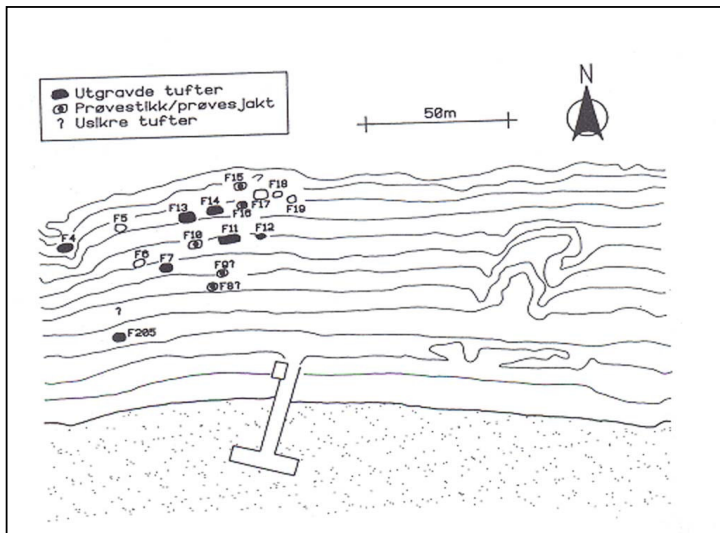 Utgravde tufter
Prøvestikk/prøvesjakt
? Usikre tufter
50m
N
F15
?
F18
F14
F17
F19
F13
F16
F5
F4
F10
F11
F12
F6
F7
F9?
F8?
?
F205